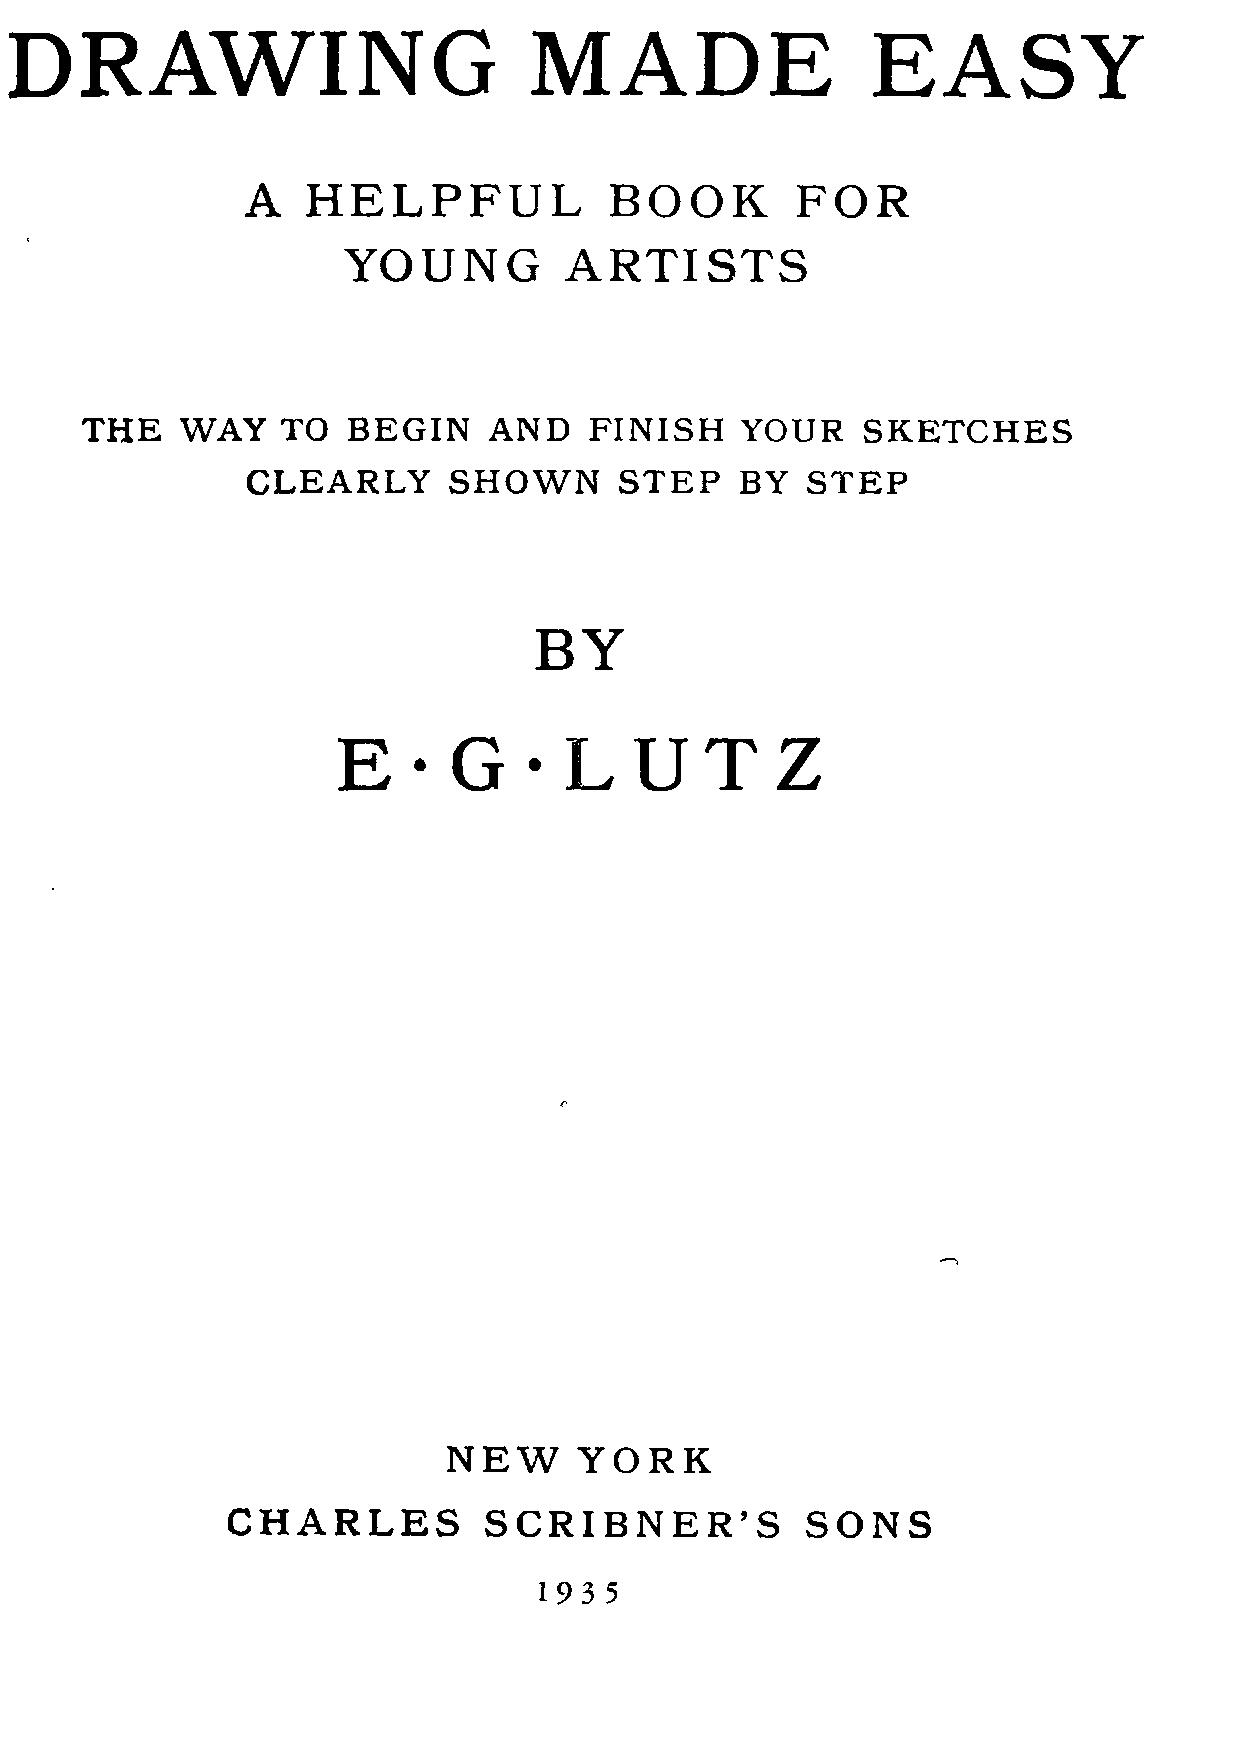 DRAWING MADE EASY
A HELPFUL BOOK FOR
YOUNG ARTISTS
THE WAY TO BEGIN AND FINISH YOUR SKETCHES
CLEARLY SHOWN STEP BY STEP
BY
E·G·LUTZ
NEW YORK
CHARLES SCRIBNER'S SONS
1935